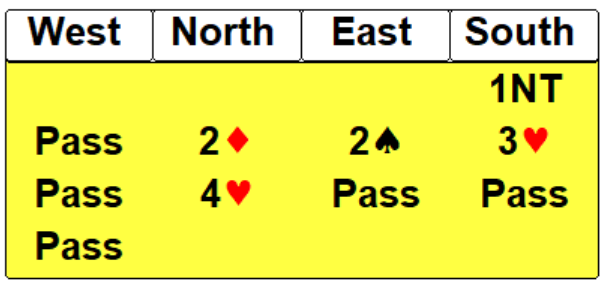 West North East South
1NT
Pass 2♦ 2♠ 3♥
Pass 4♥ Pass Pass
Pass